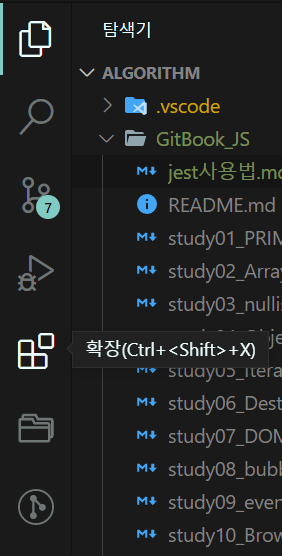 탐색기
ALGORITHM
.vscode
GitBook_JS
jest사용법.md
README.md
study01_PRIM
study02_Array
study03_nullis
7
확장(Ctrl+<Shift>+X)
study05_Itera
study06_Dest
study07_DOM
study08_bubb
study09_even
study10_Brow